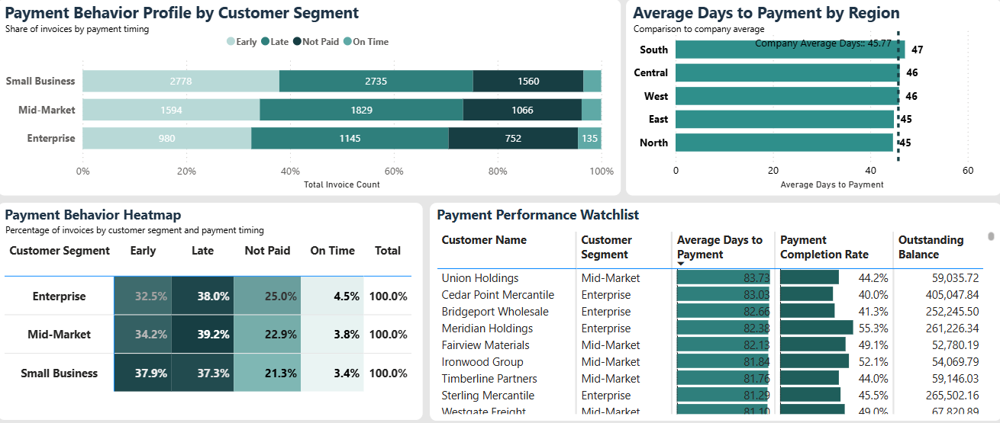 Payment Behavior Profile by Customer Segment
Share of invoices by payment timing
Early Late Not Paid On Time
Small Business 2778 2735 1560
Mid-Market 1594 1829 1066
Enterprise 980 1145 752 135
0% 20% 40% 60% 80% 100%
Total Invoice Count
Average Days to Payment by Region
Comparison to company average
Company Average Days:: 45.77
South 47
Central 46
West 46
East 45
North 45
0 20 40 60
Average Days to Payment
Payment Behavior Heatmap
Percentage of invoices by customer segment and payment timing
Customer Segment Early Late Not Paid On Time Total
Enterprise 32.5% 38.0% 25.0% 4.5% 100.0%
Mid-Market 34.2% 39.2% 22.9% 3.8% 100.0%
Small Business 37.9% 37.3% 21.3% 3.4% 100.0%
Payment Performance Watchlist
Customer Name Customer Average Days to Payment Outstanding
Segment Payment Completion Rate Balance
Union Holdings Mid-Market 83.73 44.2% 59,035.72
Cedar Point Mercantile Enterprise 83.03 40.0% 405,047.84
Bridgeport Wholesale Enterprise 82.66 41.3% 252,245.50
Meridian Holdings Enterprise 82.38 55.3% 261,226.34
Fairview Materials Mid-Market 82.13 49.1% 52,780.19
Ironwood Group Mid-Market 81.84 52.1% 54,069.79
Timberline Partners Mid-Market 81.76 44.0% 59,146.03
Sterling Mercantile Enterprise 81.29 45.5% 265,502.16
Westgate Freight Mid-Market 81.10 49.0% 67,820.89